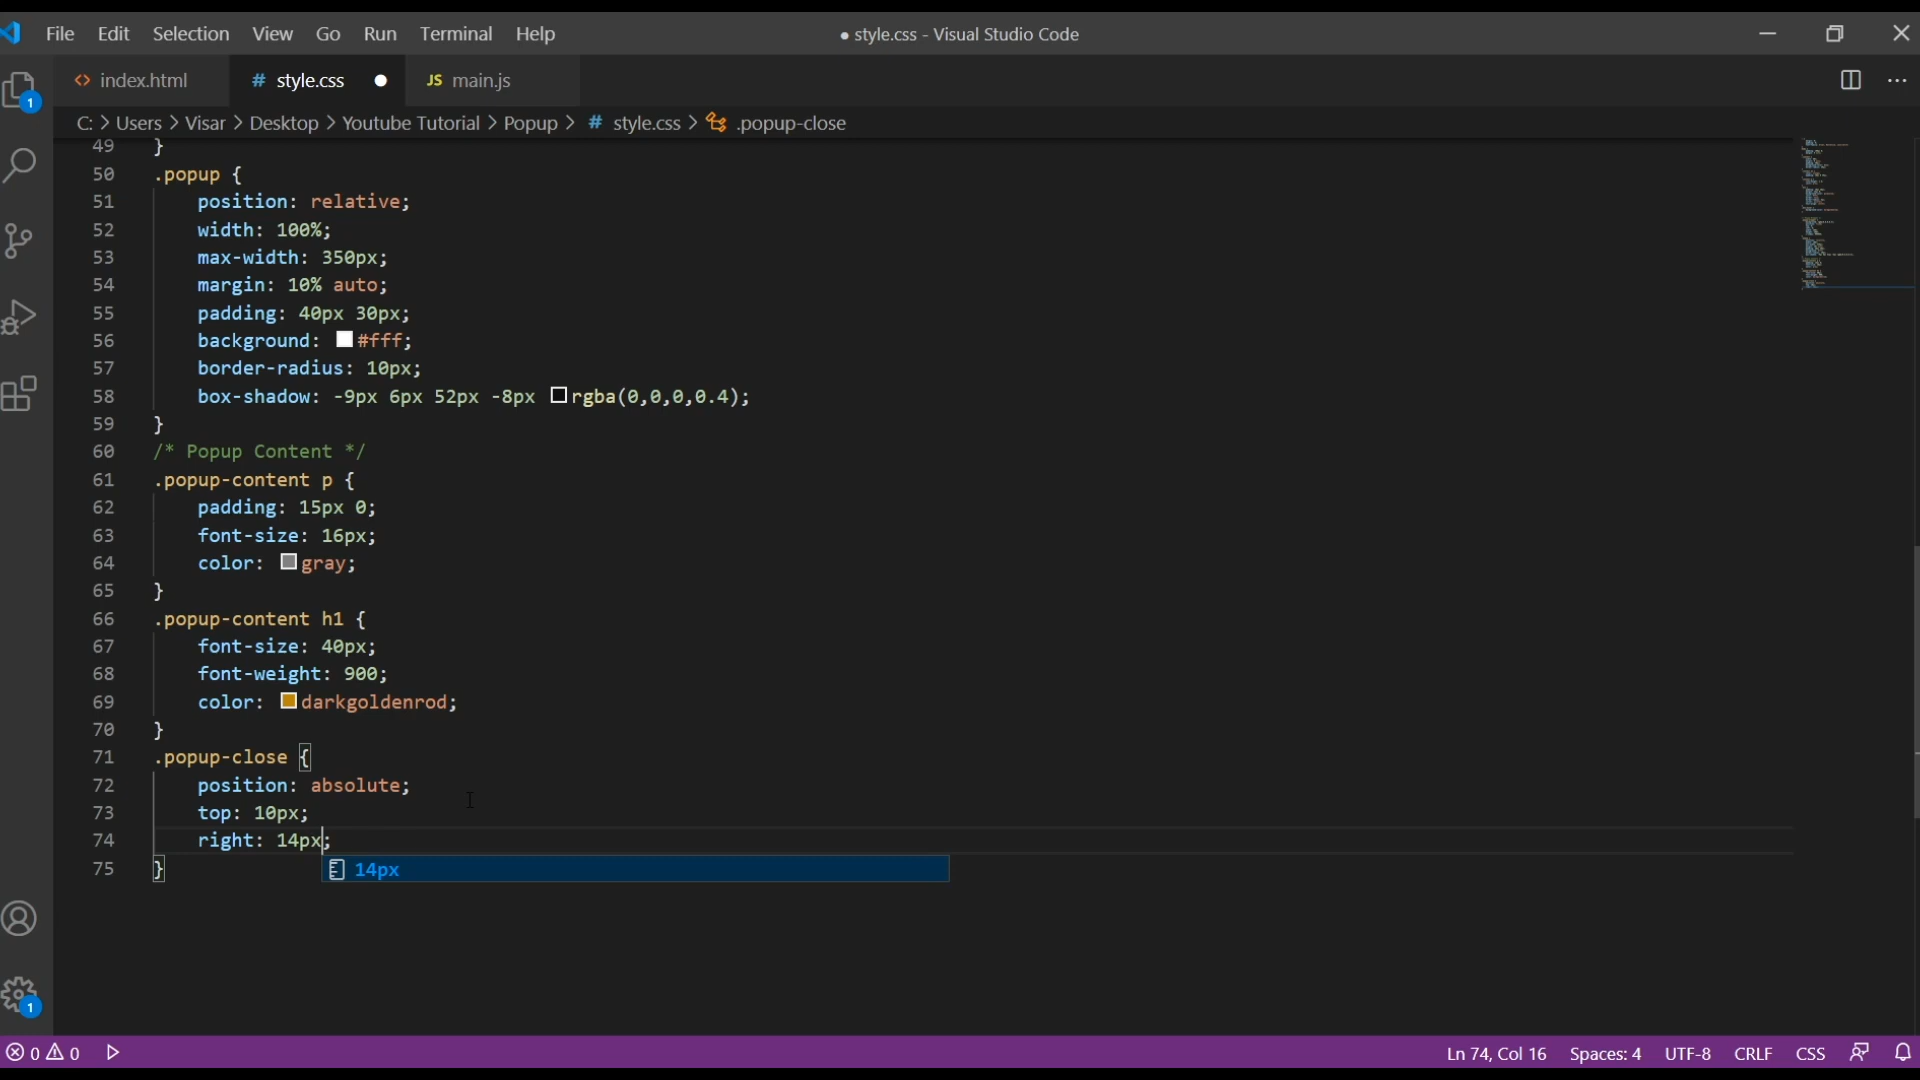 File Edit Selection View Go Run Terminal Help ● style.css - Visual Studio Code
<> index.html # style.css ● JS main.js
1 C: > Users > Visar > Desktop > Youtube Tutorial > Popup > # style.css > .popup-close
49 }
50 .popup {
51 position: relative;
52 width: 100%;
53 max-width: 350px;
54 margin: 10% auto;
55 padding: 40px 30px;
56 background: #fff;
57 border-radius: 10px;
58 box-shadow: -9px 6px 52px -8px rgba(0,0,0,0.4);
59 }
60 /* Popup Content */
61 .popup-content p {
62 padding: 15px 0;
63 font-size: 16px;
64 color: gray;
65 }
66 .popup-content h1 {
67 font-size: 40px;
68 font-weight: 900;
69 color: darkgoldenrod;
70 }
71 .popup-close {
72 position: absolute;
73 top: 10px;
74 right: 14px;
75 }
14px
1
0 0 Ln 74, Col 16 Spaces: 4 UTF-8 CRLF CSS